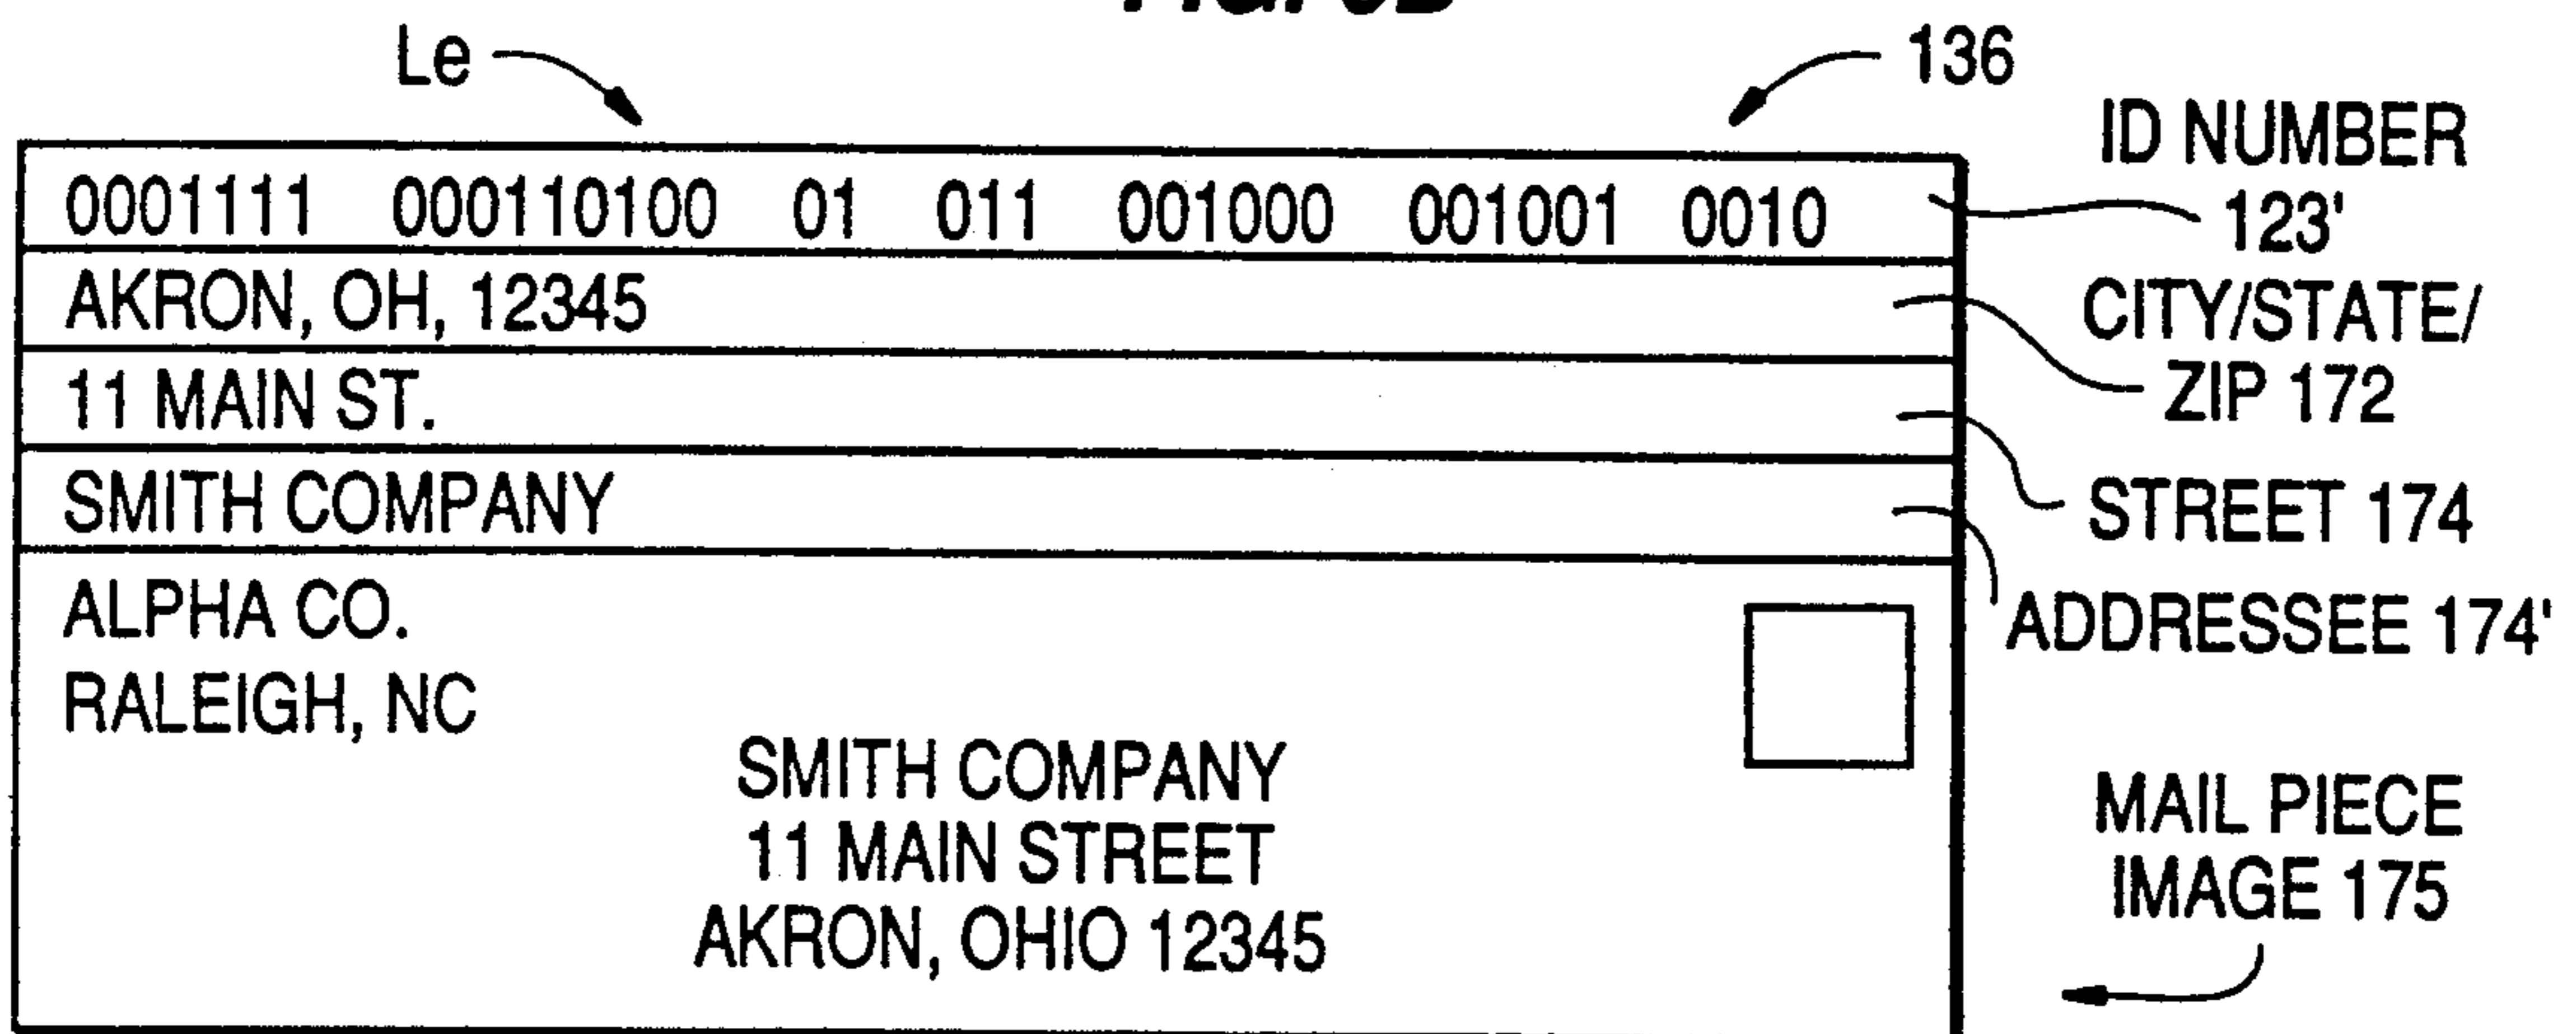 Le
136
0001111 000110100 01 011 001000 001001 0010
ID NUMBER
123'
AKRON, OH, 12345
CITY/STATE/
ZIP 172
11 MAIN ST.
STREET 174
SMITH COMPANY
ADDRESSEE 174'
ALPHA CO.
RALEIGH, NC
SMITH COMPANY
11 MAIN STREET
AKRON, OHIO 12345
MAIL PIECE
IMAGE 175